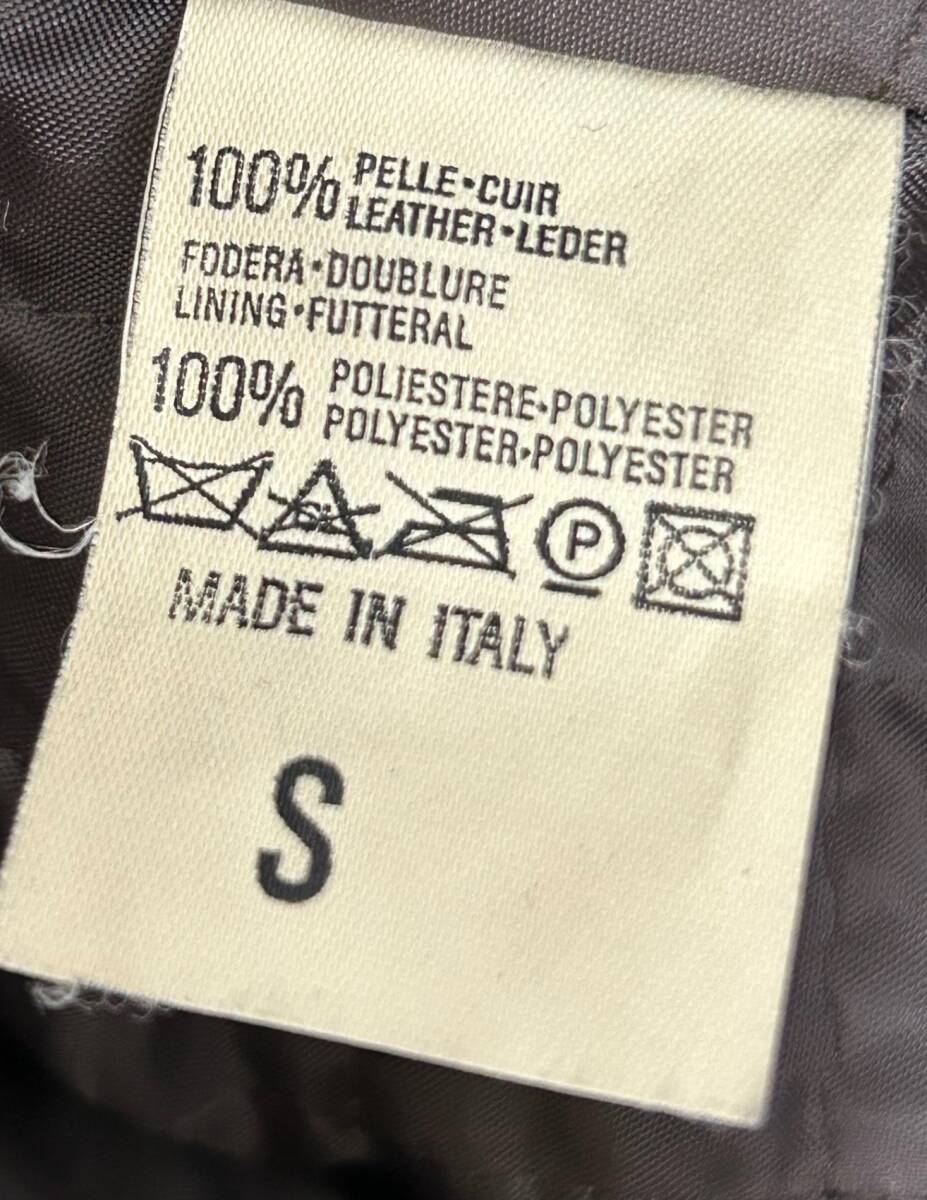 100% PELLE•CUIR
LEATHER•LEDER
FODERA•DOUBLURE
LINING•FUTTERAL
100% POLIESTERE•POLYESTER
POLYESTER•POLYESTER
P
MADE IN ITALY
S